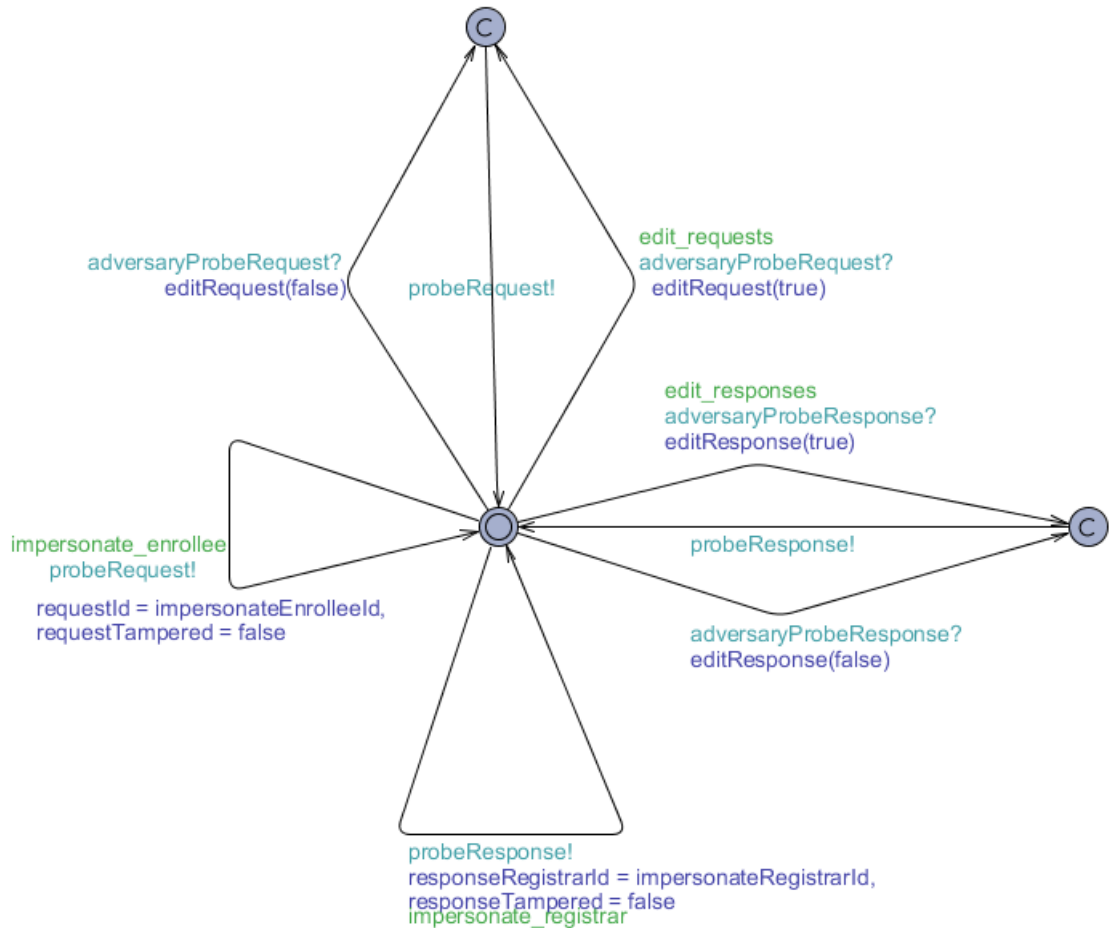 C
adversaryProbeRequest?
editRequest(false)
probeRequest!
edit_requests
adversaryProbeRequest?
editRequest(true)
edit_responses
adversaryProbeResponse?
editResponse(true)
C
probeResponse!
adversaryProbeResponse?
editResponse(false)
impersonate_enrollee
probeRequest!
requestId = impersonateEnrolleeId,
requestTampered = false
probeResponse!
responseRegistrarId = impersonateRegistrarId,
responseTampered = false
impersonate_registrar